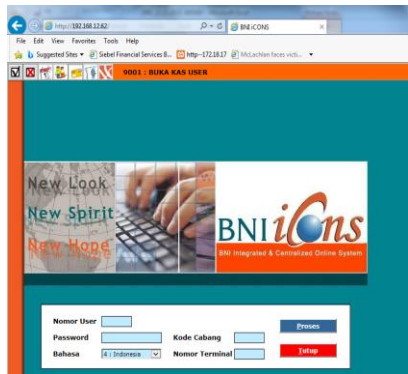 http://192.168.13.62/
BNI iCONS
File Edit View Favorites Tools Help
Suggested Sites Siebel Financial Services B... http--172.18.17 McLachlan faces victi...
9001 : BUKA KAS USER
New Look
New Spirit
New Hope
BNI iCons
BNI Integrated & Centralized Online System
Nomor User
Proses
Password Kode Cabang
Bahasa 4 : Indonesia Nomor Terminal Tutup